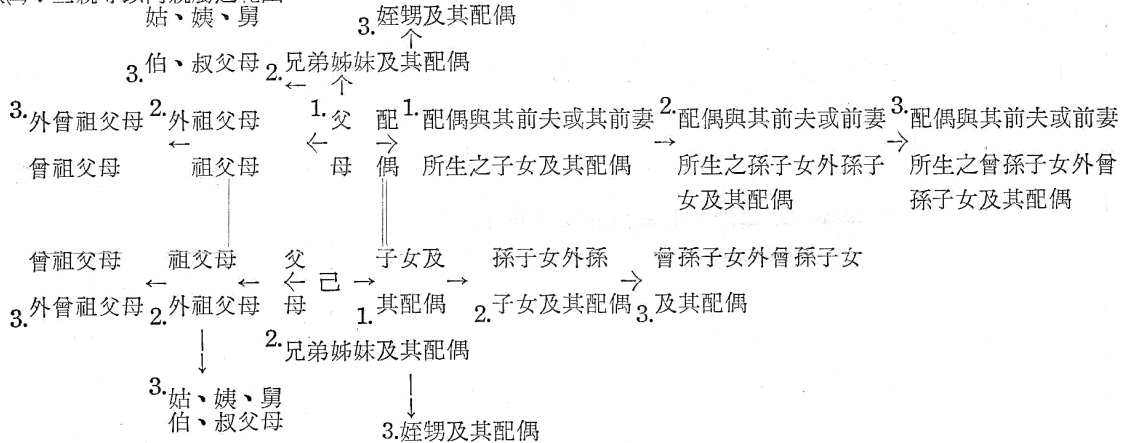 姑、姨、舅
3.姪甥及其配偶
3.伯、叔父母 2.兄弟姊妹及其配偶
3.外曾祖父母 2.外祖父母 1.父 配 1.配偶與其前夫或其前妻 2.配偶與其前夫或前妻 3.配偶與其前夫或前妻
曾祖父母 祖父母 母 偶 所生之子女及其配偶 所生之孫子女外孫子 所生之曾孫子女外曾
女及其配偶 孫子女及其配偶
曾祖父母 祖父母 父 子女及 孫子女外孫 曾孫子女外曾孫子女
己
3.外曾祖父母 2.外祖父母 母 1.其配偶 2.子女及其配偶 3.及其配偶
2.兄弟姊妹及其配偶
3.姑、姨、舅
伯、叔父母
3.姪甥及其配偶